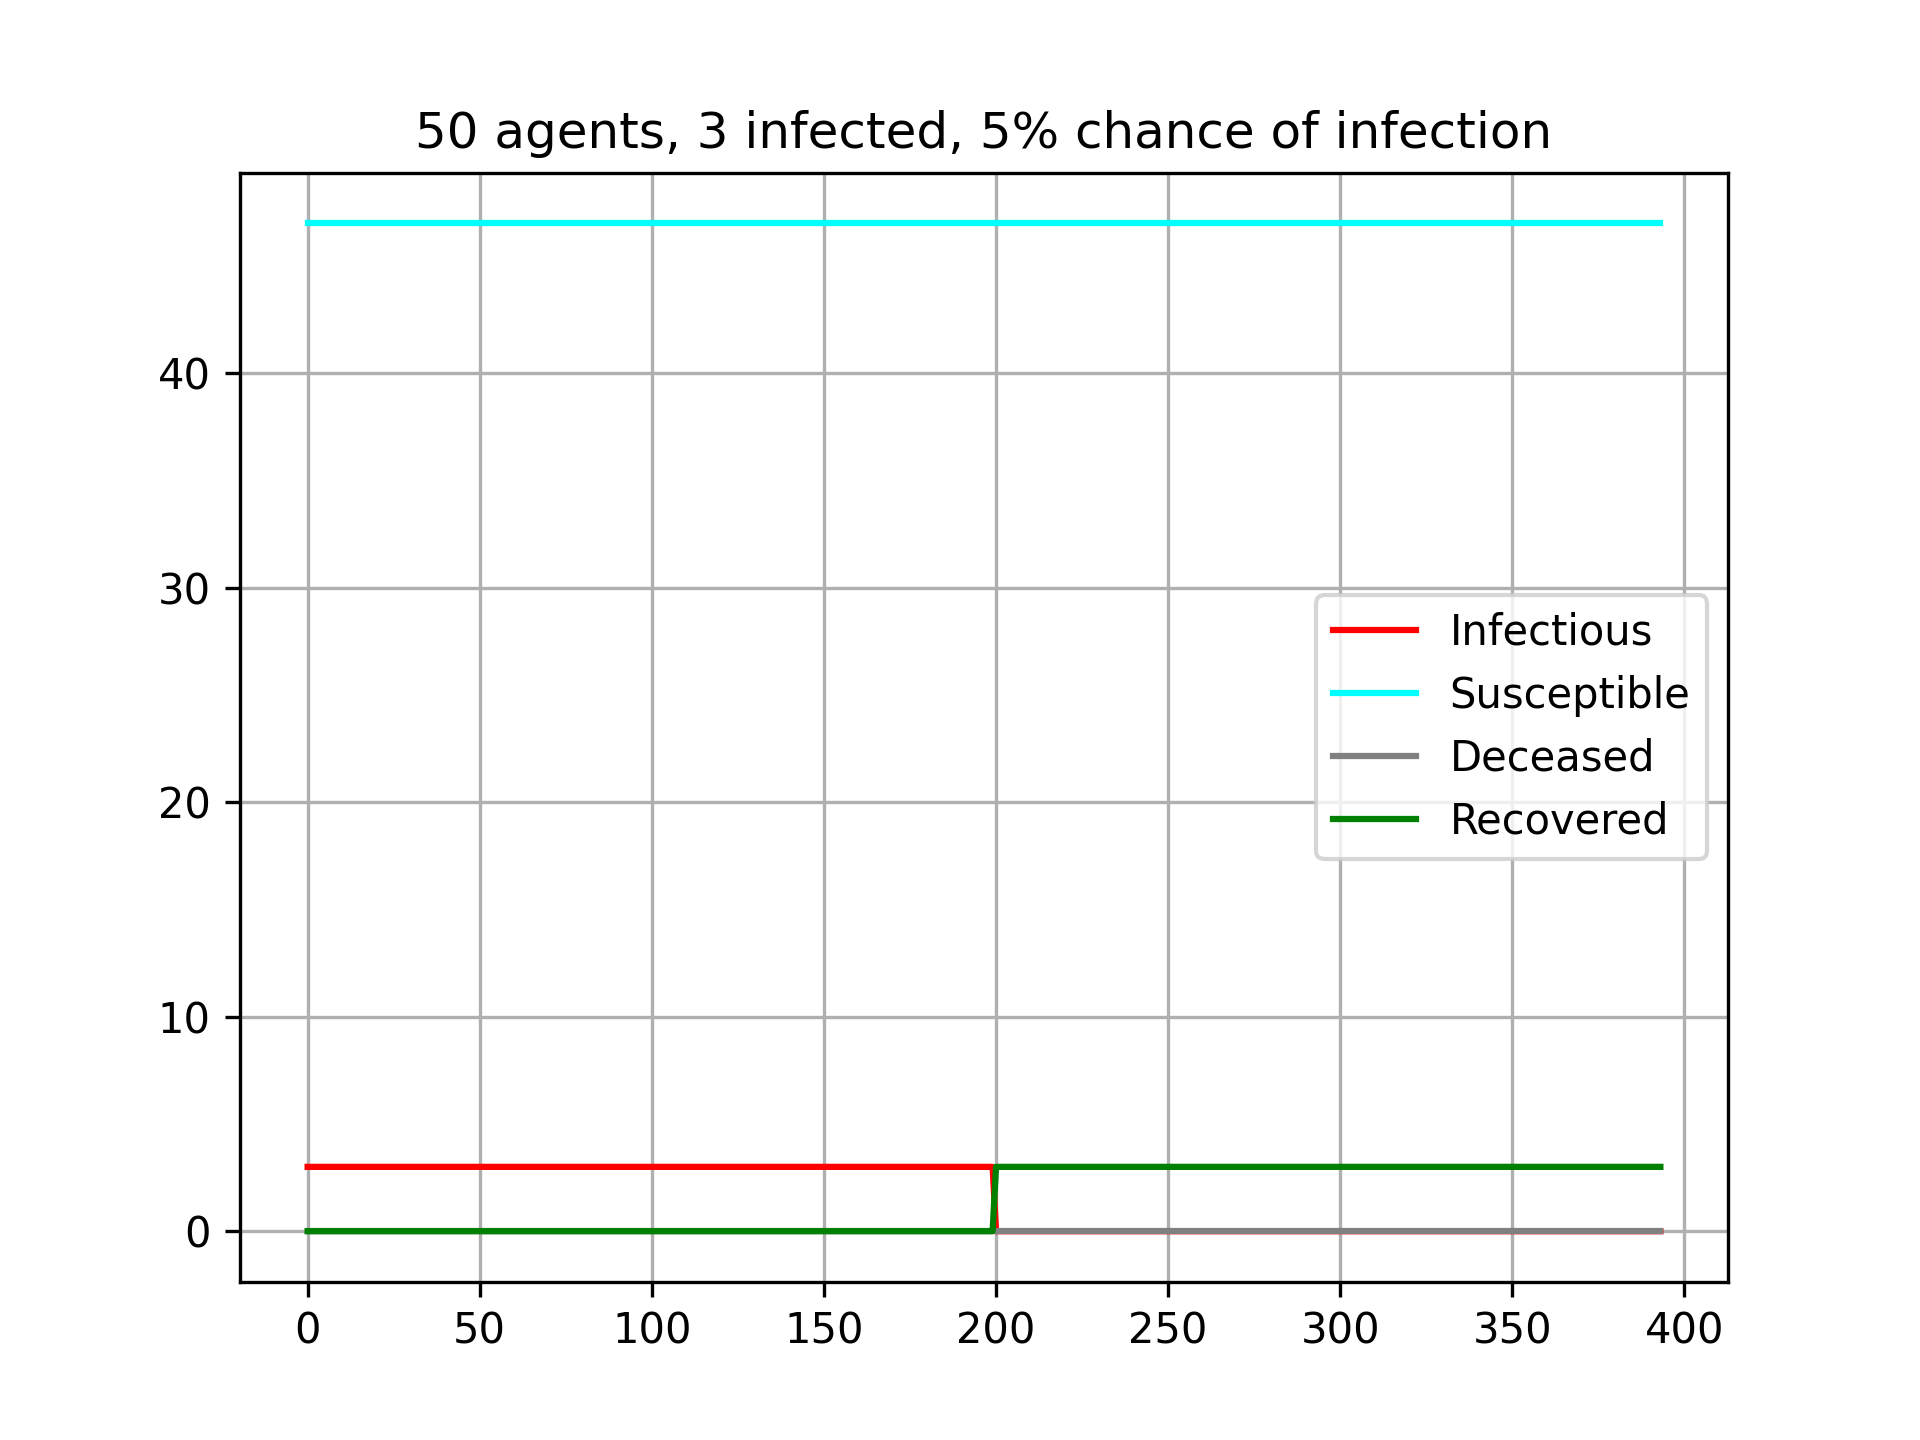 50 agents, 3 infected, 5% chance of infection
40
30
20
10
0
Infectious
Susceptible
Deceased
Recovered
0 50 100 150 200 250 300 350 400